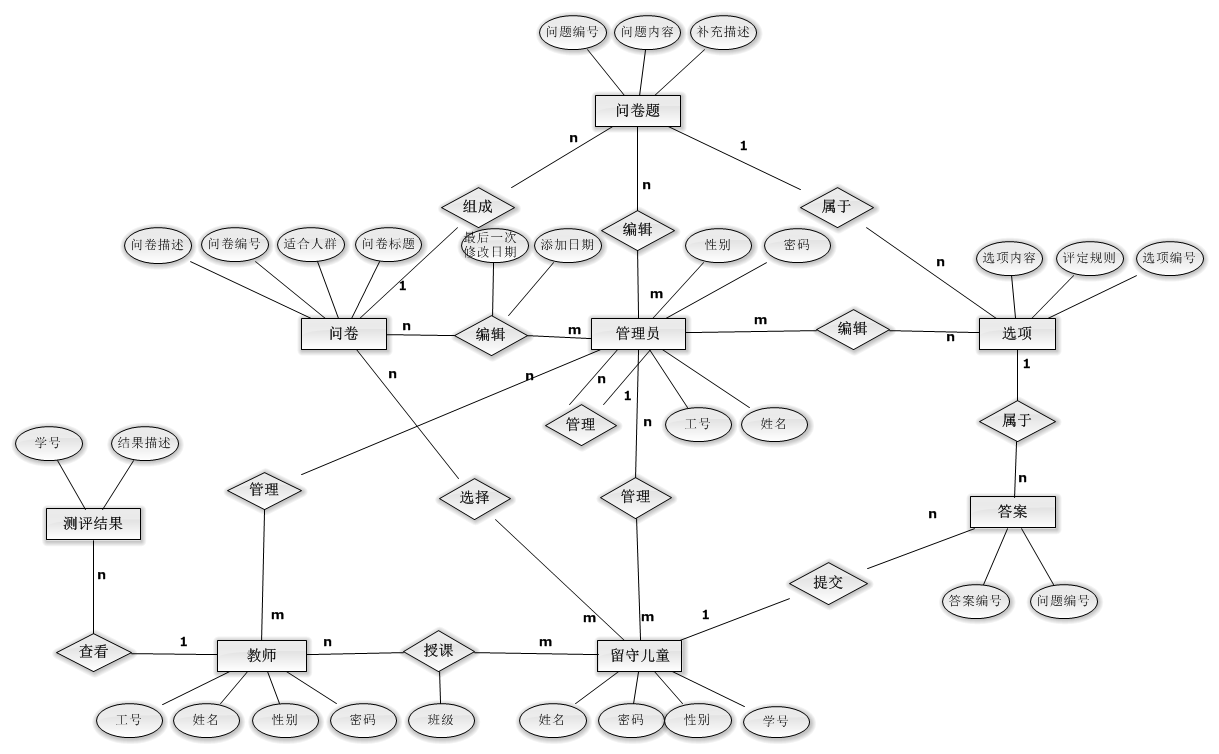 问题编号
问题内容
补充描述
问卷题
n
1
n
组成
编辑
属于
问卷描述
问卷编号
适合人群
问卷标题
最后一次
修改日期
添加日期
性别
密码
n
选项内容
评定规则
选项编号
1
m
问卷
n
编辑
m
管理员
m
编辑
n
选项
n
n
n
1
1
管理
工号
姓名
n
属于
学号
结果描述
n
管理
选择
管理
测评结果
答案
n
n
提交
答案编号
问题编号
m
m
m
1
查看
1
教师
n
授课
m
留守儿童
工号
姓名
性别
密码
班级
姓名
密码
性别
学号